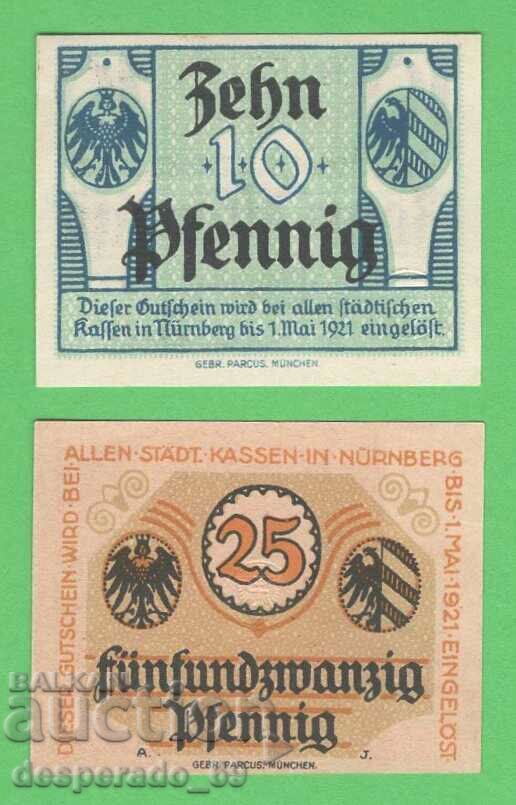 Zehn
10
Pfennig
Dieser Gutschein wird bei allen städtischen
Kassen in Nürnberg bis 1. Mai 1921 eingelöst.
GEBR. PARCUS. MÜNCHEN.
DIESER·GUTSCHEIN·WIRD·BEI·ALLEN·STÄDT.·KASSEN·IN·NÜRNBERG·BIS·1.MAI·1921·EINGELÖST
25
fünfundzwanzig
Pfennig
A. J.
GEBR. PARCUS. MÜNCHEN.
BALKAN
auction
desperado_89